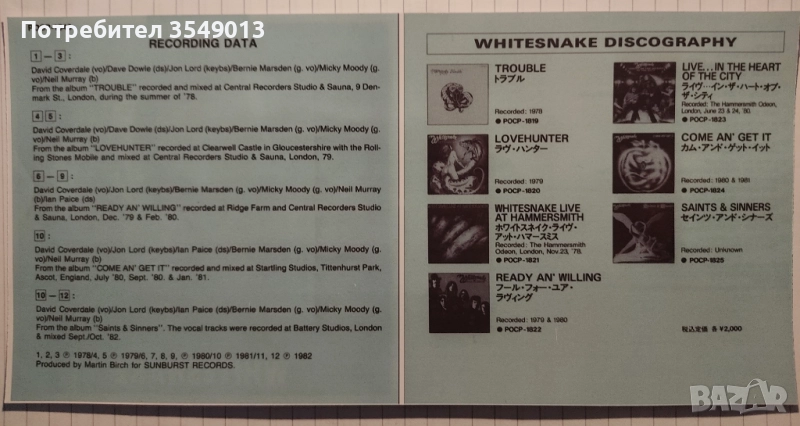 Потребител 3549013
RECORDING DATA
1 – 3 :
David Coverdale (vo)/Dave Dowle (ds)/Jon Lord (keybs)/Bernie Marsden (g. vo)/Micky Moody (g.
vo)/Neil Murray (b)
From the album "TROUBLE" recorded and mixed at Central Recorders Studio & Sauna, 9 Den-
mark St., London, during the summer of '78.
4 5 :
David Coverdale (vo)/Dave Dowle (ds)/Jon Lord (keybs)/Bernie Marsden (g. vo)/Micky Moody (g.
vo)/Neil Murray (b)
From the album "LOVEHUNTER" recorded at Clearwell Castle in Gloucestershire with the Roll-
ing Stones Mobile and mixed at Central Recorders Studio & Sauna, London, 79.
6 – 9 :
David Coverdale (vo)/Jon Lord (keybs)/Bernie Marsden (g. vo)/Micky Moody (g. vo)/Neil Murray
(b)/Ian Paice (ds)
From the album "READY AN' WILLING" recorded at Ridge Farm and Central Recorders Studio
& Sauna, London, Dec. '79 & Feb. '80.
10 :
David Coverdale (vo)/Jon Lord (keybs)/Ian Paice (ds)/Bernie Marsden (g. vo)/Micky Moody (g.
vo)/Neil Murray (b)
From the album "COME AN' GET IT" recorded and mixed at Startling Studios, Tittenhurst Park,
Ascot, England, July '80, Sept. '80. & Jan. '81.
10 – 12 :
David Coverdale (vo)/Jon Lord (keybs)/Ian Paice (ds)/Bernie Marsden (g. vo)/Micky Moody (g. vo)/
Neil Murray (b)
From the album "Saints & Sinners". The vocal tracks were recorded at Battery Studios, London
& mixed Sept./Oct. '82.
1, 2, 3 ℗ 1978/4, 5 ℗ 1979/6, 7, 8, 9, ℗ 1980/10 ℗ 1981/11, 12 ℗ 1982
Produced by Martin Birch for SUNBURST RECORDS.
WHITESNAKE DISCOGRAPHY
TROUBLE
トラブル
Recorded: 1978
● POCP-1819
LOVEHUNTER
ラヴ・ハンター
Recorded: 1979
● POCP-1820
WHITESNAKE LIVE
AT HAMMERSMITH
ホワイトスネイク・ライヴ・
アット・ハマースミス
Recorded: The Hammersmith
Odeon, London, Nov.23, '78.
● POCP-1821
READY AN' WILLING
フール・フォー・ユア・
ラヴィング
Recorded: 1979 & 1980
● POCP-1822
LIVE...IN THE HEART
OF THE CITY
ライヴ…イン・ザ・ハート・オブ・
ザ・シティ
Recorded: The Hammersmith Odeon,
London, June 23 & 24, '80.
● POCP-1823
COME AN' GET IT
カム・アンド・ゲット・イット
Recorded: 1980 & 1981
● POCP-1824
SAINTS & SINNERS
セインツ・アンド・シナーズ
Recorded: Unknown
● POCP-1825
税込定価 各 ¥2,000
BAZAR.BG